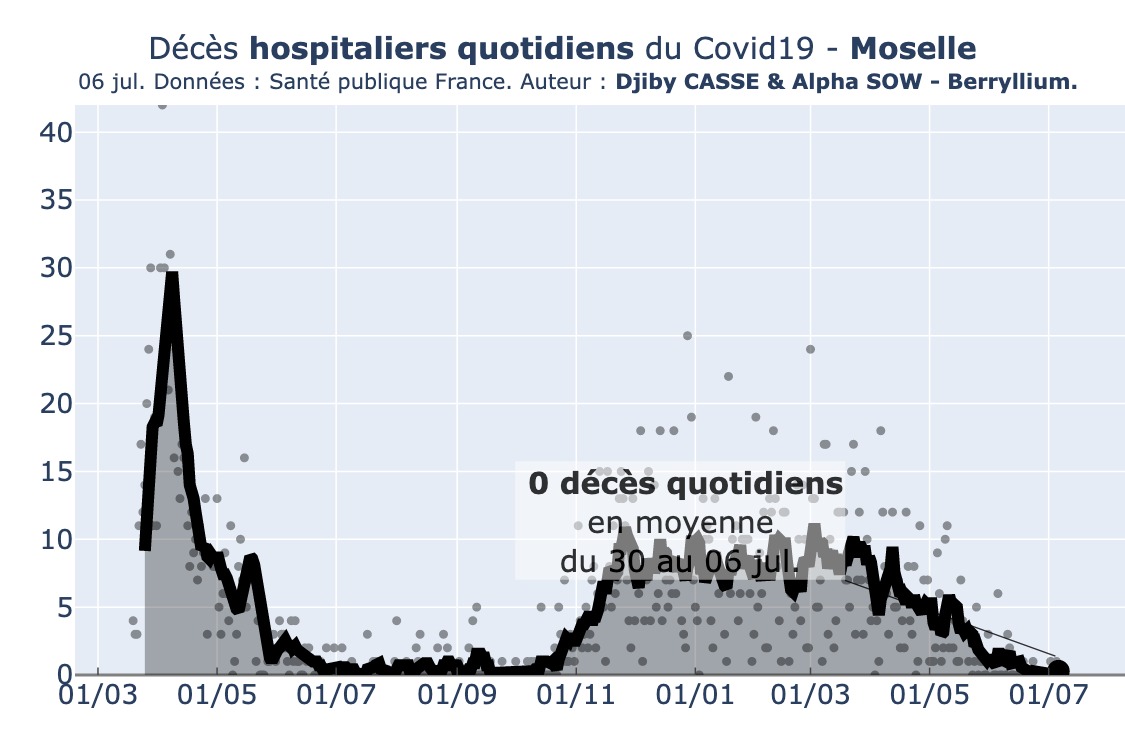 Décès hospitaliers quotidiens du Covid19 - Moselle
06 jul. Données : Santé publique France. Auteur : Djiby CASSE & Alpha SOW - Berryllium.
40
35
30
25
20
15
10
5
0
0 décès quotidiens
en moyenne
du 30 au 06 jul.
01/03 01/05 01/07 01/09 01/11 01/01 01/03 01/05 01/07